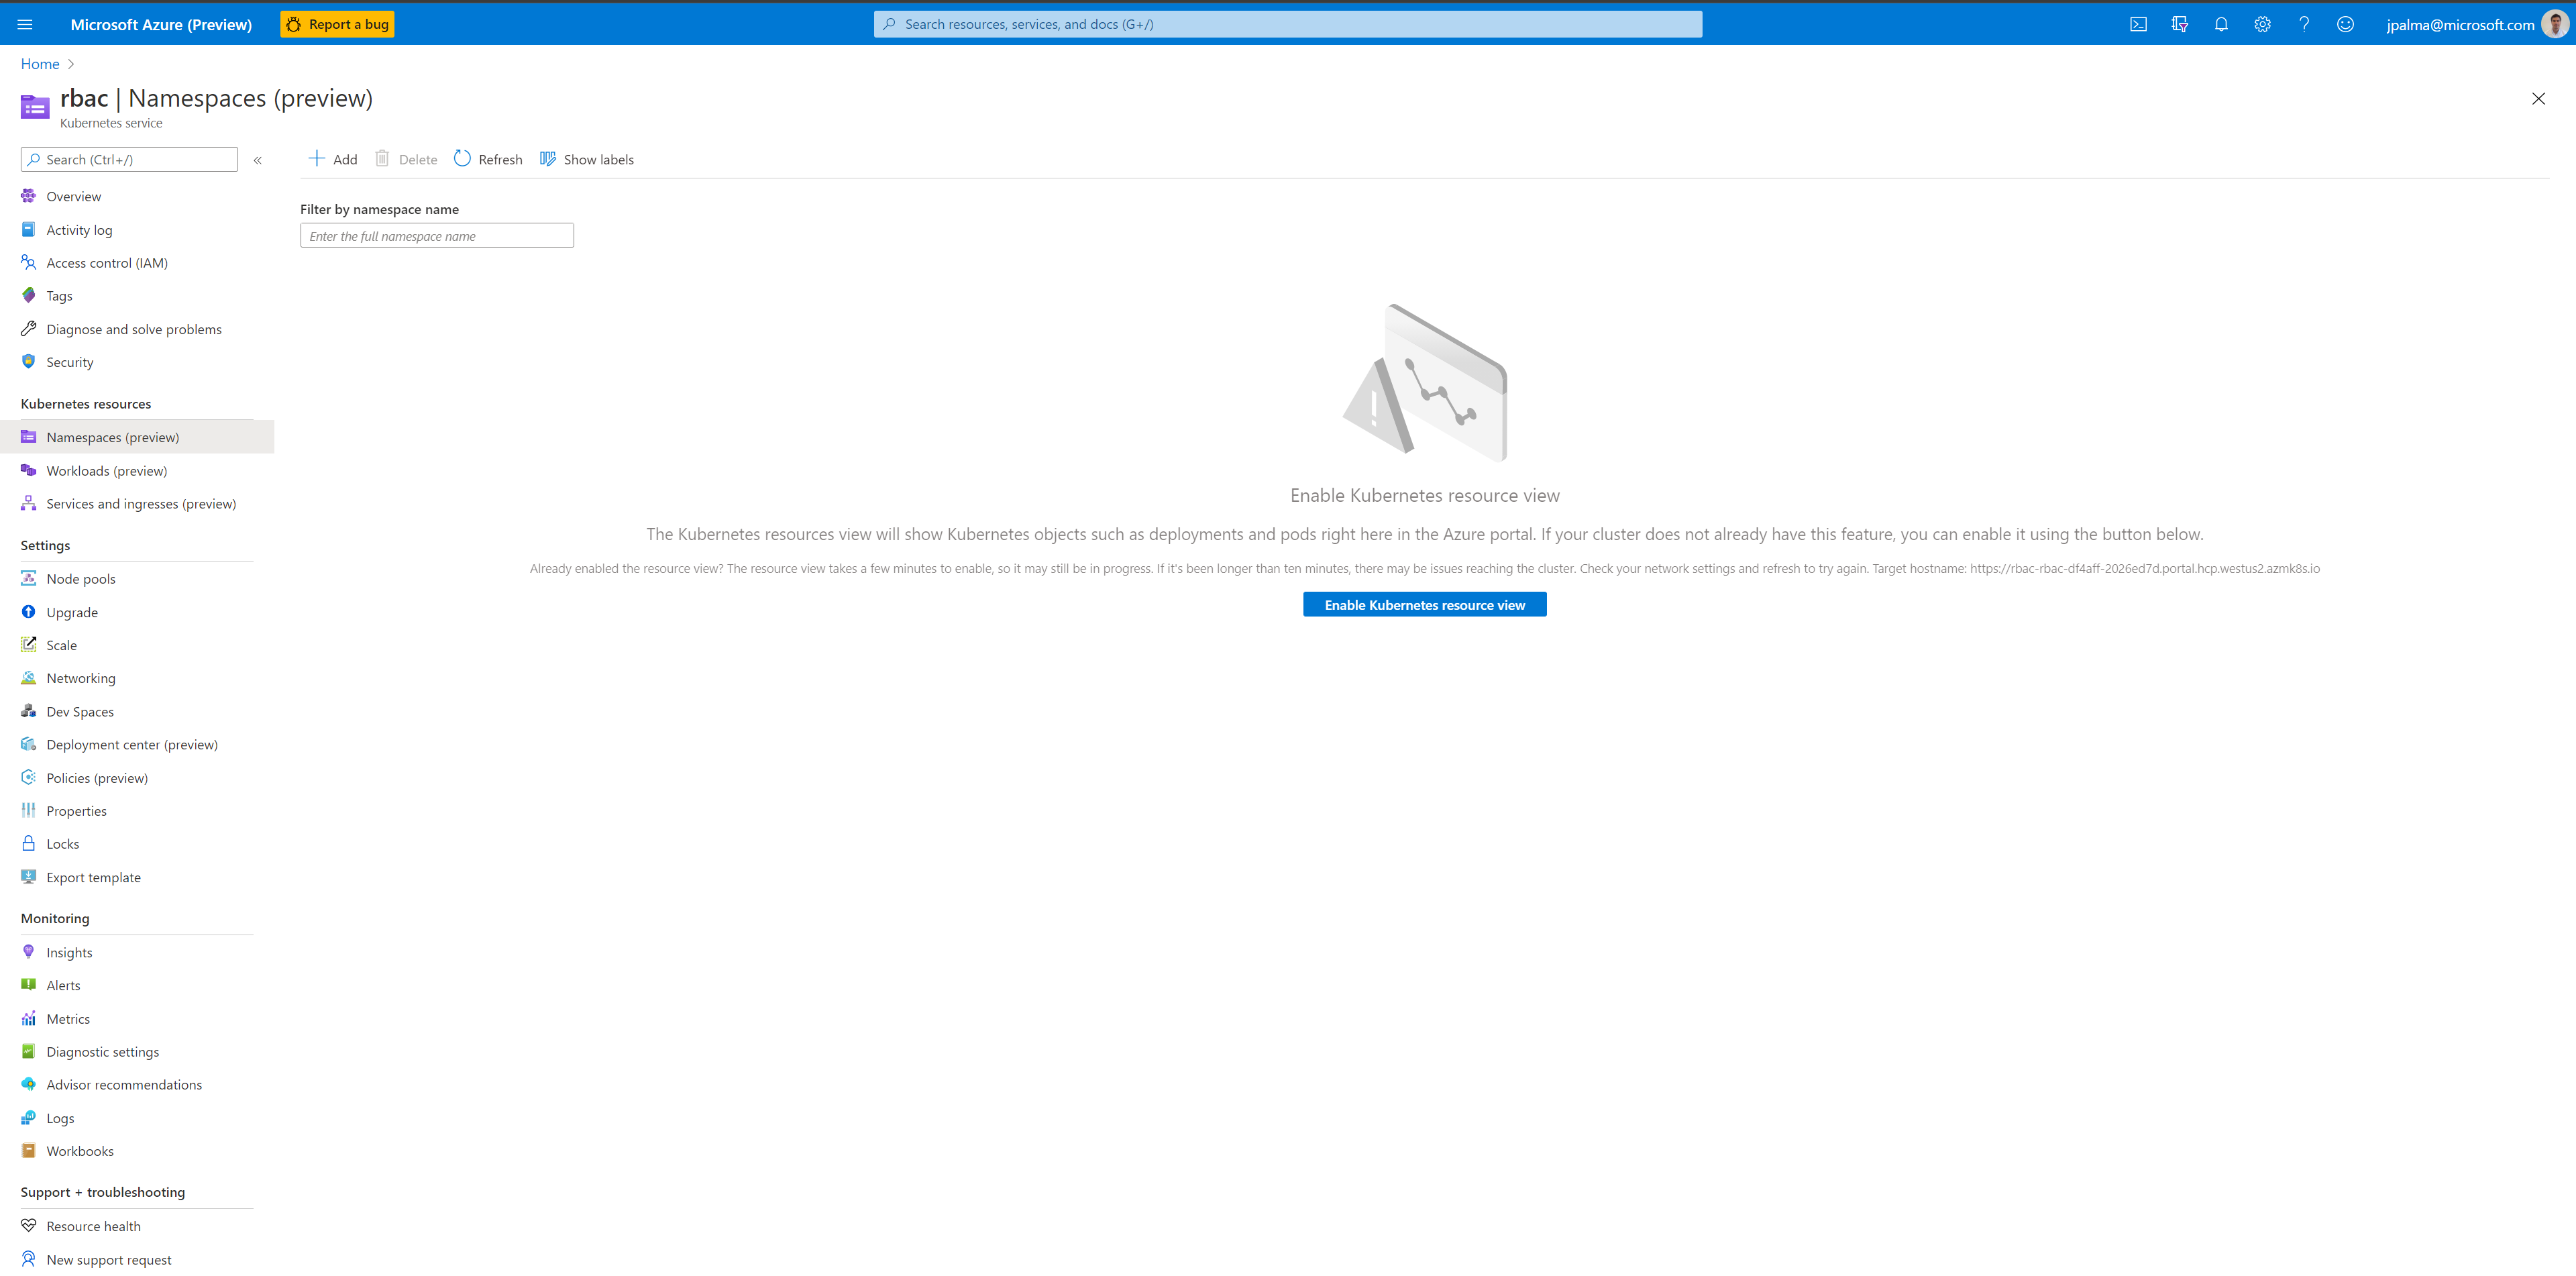 Microsoft Azure (Preview)
Report a bug
Search resources, services, and docs (G+/)
jpalma@microsoft.com
Home
rbac | Namespaces (preview)
Kubernetes service
Search (Ctrl+/)
Overview
Activity log
Access control (IAM)
Tags
Diagnose and solve problems
Security
Kubernetes resources
Namespaces (preview)
Workloads (preview)
Services and ingresses (preview)
Settings
Node pools
Upgrade
Scale
Networking
Dev Spaces
Deployment center (preview)
Policies (preview)
Properties
Locks
Export template
Monitoring
Insights
Alerts
Metrics
Diagnostic settings
Advisor recommendations
Logs
Workbooks
Support + troubleshooting
Resource health
New support request
Add
Delete
Refresh
Show labels
Filter by namespace name
Enter the full namespace name
Enable Kubernetes resource view
The Kubernetes resources view will show Kubernetes objects such as deployments and pods right here in the Azure portal. If your cluster does not already have this feature, you can enable it using the button below.
Already enabled the resource view? The resource view takes a few minutes to enable, so it may still be in progress. If it's been longer than ten minutes, there may be issues reaching the cluster. Check your network settings and refresh to try again. Target hostname: https://rbac-rbac-df4aff-2026ed7d.portal.hcp.westus2.azmk8s.io
Enable Kubernetes resource view